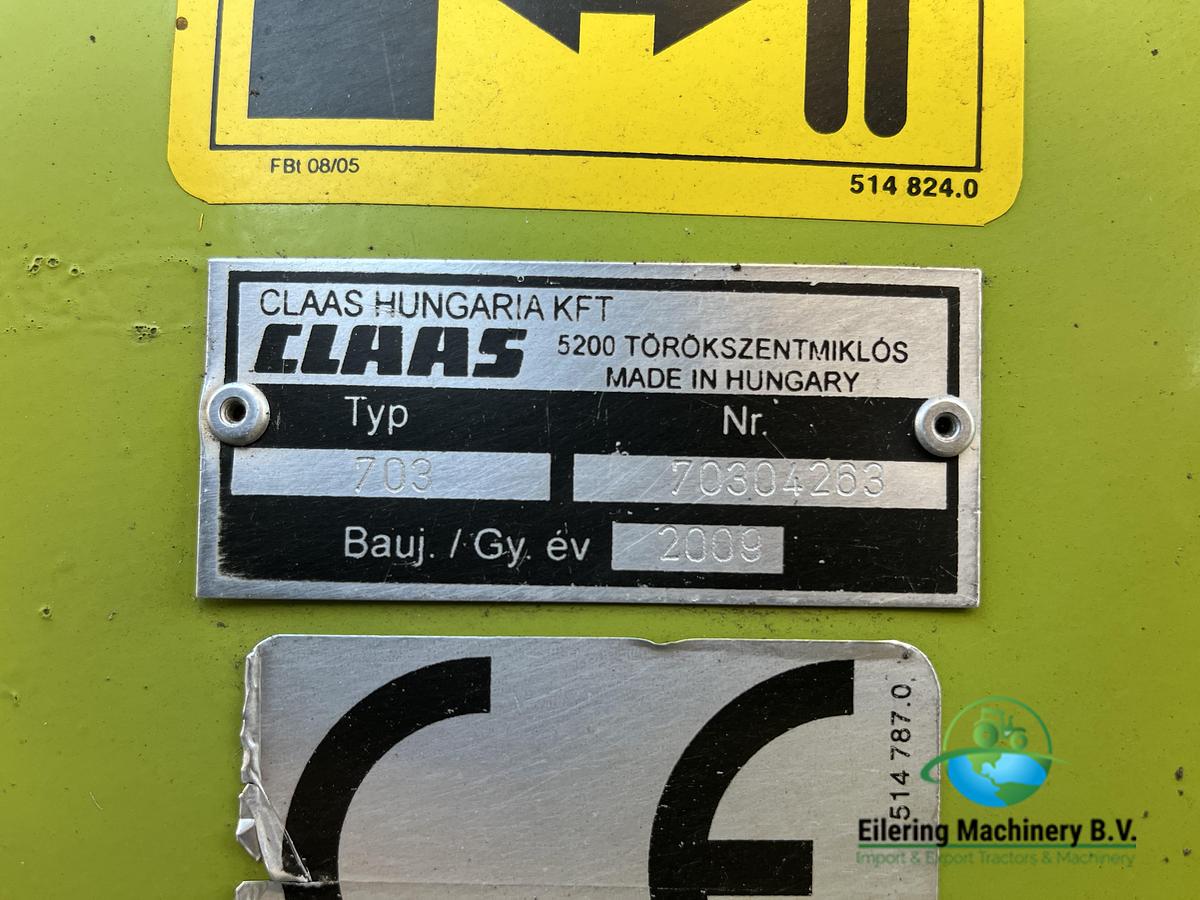 FBt 08/05
514 824.0
CLAAS HUNGARIA KFT
CLAAS
5200 TÖRÖKSZENTMIKLÓS
MADE IN HUNGARY
Typ
Nr.
703
70304263
Bauj. / Gy. év
2009
CE
514 787.0
Eilering Machinery B.V.
Import & Export Tractors & Machinery